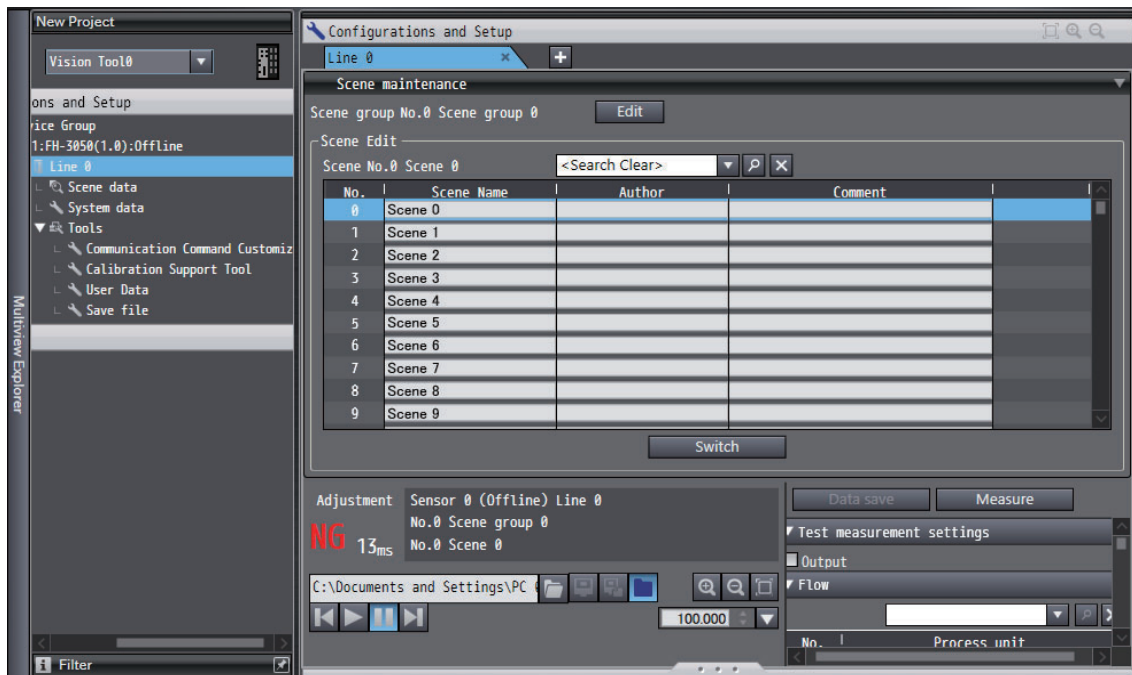 New Project
Vision Tool0
ons and Setup
ice Group
1:FH-3050(1.0):Offline
Line 0
Scene data
System data
Tools
Communication Command Customiz
Calibration Support Tool
User Data
Save file
Multiview Explorer
Filter
Configurations and Setup
Line 0
Scene maintenance
Scene group No.0 Scene group 0 Edit
Scene Edit
Scene No.0 Scene 0 <Search Clear>
No. Scene Name Author Comment
0 Scene 0
1 Scene 1
2 Scene 2
3 Scene 3
4 Scene 4
5 Scene 5
6 Scene 6
7 Scene 7
8 Scene 8
9 Scene 9
Switch
Adjustment Sensor 0 (Offline) Line 0
No.0 Scene group 0
NG 13ms No.0 Scene 0
C:\Documents and Settings\PC
100.000
Data save Measure
Test measurement settings
Output
Flow
No. Process unit